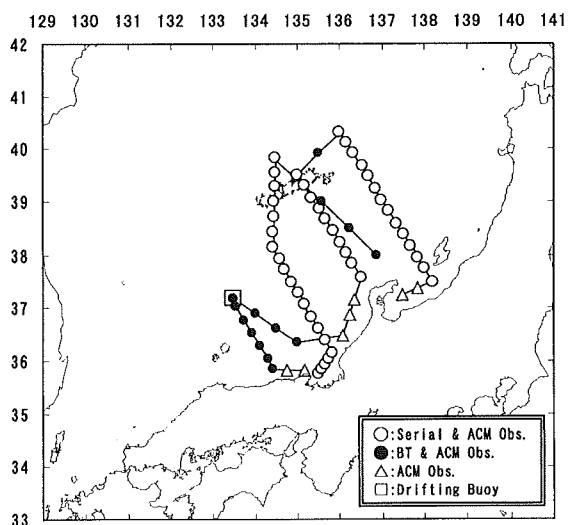 129 130 131 132 133 134 135 136 137 138 139 140 141
42
41
40
39
38
37
36
35
34
33
○:Serial & ACM Obs.
●:BT & ACM Obs.
△:ACM Obs.
□:Drifting Buoy